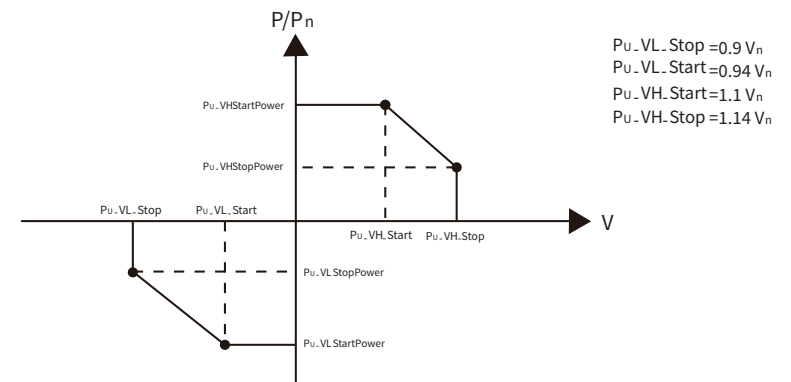 P/Pn
PU_VL_Stop =0.9 Vn
PU_VL_Start =0.94 Vn
PU_VH_Start =1.1 Vn
PU_VH_Stop =1.14 Vn
PU_VHStartPower
PU_VHStopPower
PU_VL_Stop PU_VL_Start
V
PU_VH_Start PU_VH_Stop
PU_VLStopPower
PU_VLStartPower